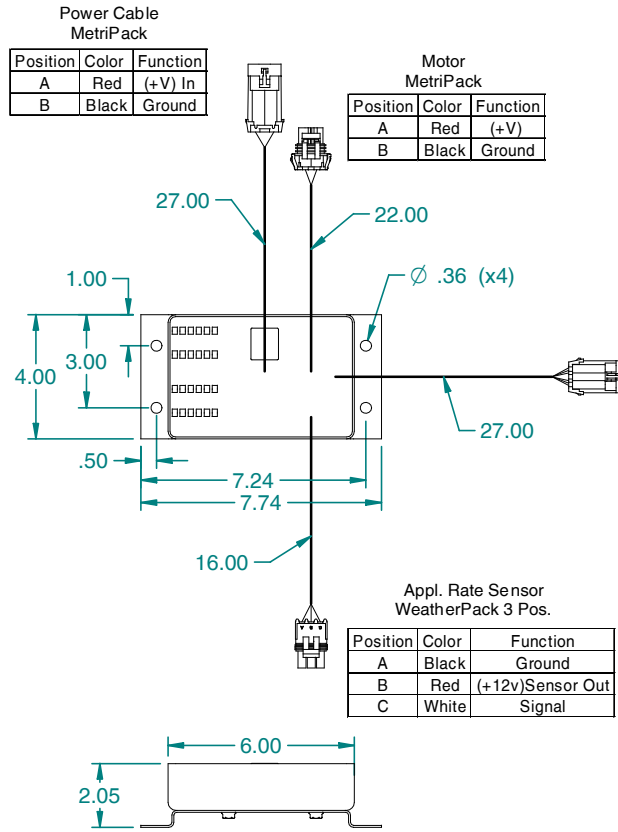 Power Cable
MetriPack
Position Color Function
A Red (+V) In
B Black Ground
Motor
MetriPack
Position Color Function
A Red (+V)
B Black Ground
27.00
22.00
1.00
Ø .36 (x4)
3.00
4.00
27.00
.50
7.24
7.74
16.00
Appl. Rate Sensor
WeatherPack 3 Pos.
Position Color Function
A Black Ground
B Red (+12v)Sensor Out
C White Signal
6.00
2.05